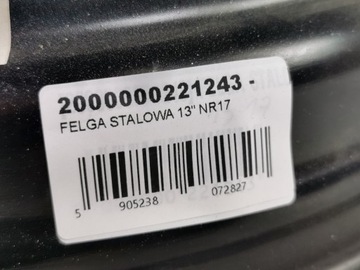 2000000221243 -
FELGA STALOWA 13" NR17
5 905238 072827